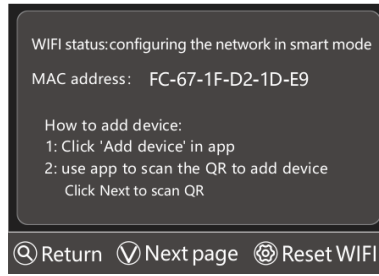 WIFI status:configuring the network in smart mode
MAC address: FC-67-1F-D2-1D-E9
How to add device:
1: Click 'Add device' in app
2: use app to scan the QR to add device
Click Next to scan QR
Return Next page Reset WIFI